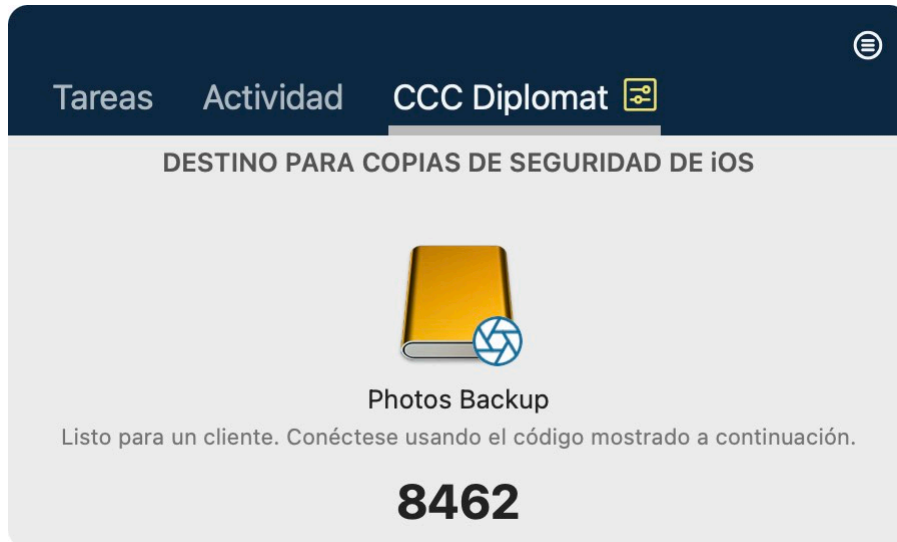 Tareas Actividad CCC Diplomat
DESTINO PARA COPIAS DE SEGURIDAD DE iOS
Photos Backup
Listo para un cliente. Conéctese usando el código mostrado a continuación.
8462